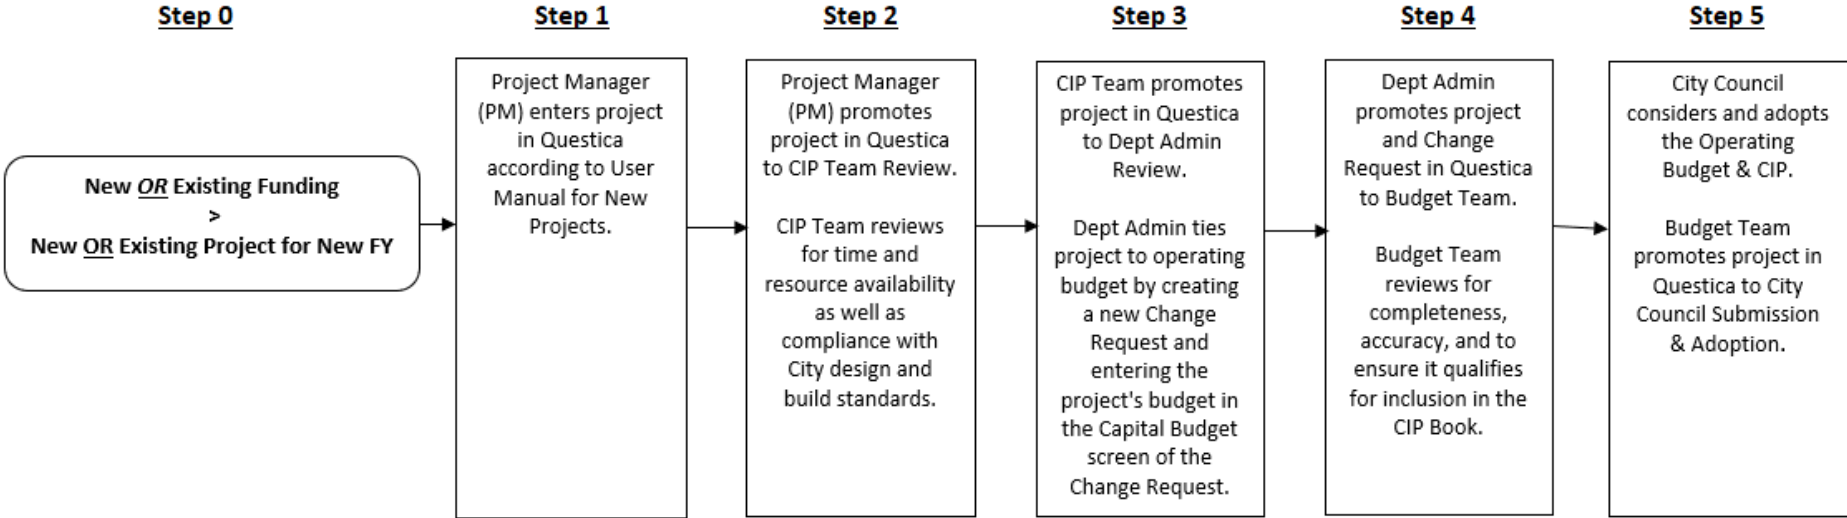 Step 0
New OR Existing Funding
>
New OR Existing Project for New FY
Step 1
Project Manager
(PM) enters project
in Questica
according to User
Manual for New
Projects.
Step 2
Project Manager
(PM) promotes
project in Questica
to CIP Team Review.
CIP Team reviews
for time and
resource availability
as well as
compliance with
City design and
build standards.
Step 3
CIP Team promotes
project in Questica
to Dept Admin
Review.
Dept Admin ties
project to operating
budget by creating
a new Change
Request and
entering the
project's budget in
the Capital Budget
screen of the
Change Request.
Step 4
Dept Admin
promotes project
and Change
Request in Questica
to Budget Team.
Budget Team
reviews for
completeness,
accuracy, and to
ensure it qualifies
for inclusion in the
CIP Book.
Step 5
City Council
considers and adopts
the Operating
Budget & CIP.
Budget Team
promotes project in
Questica to City
Council Submission
& Adoption.